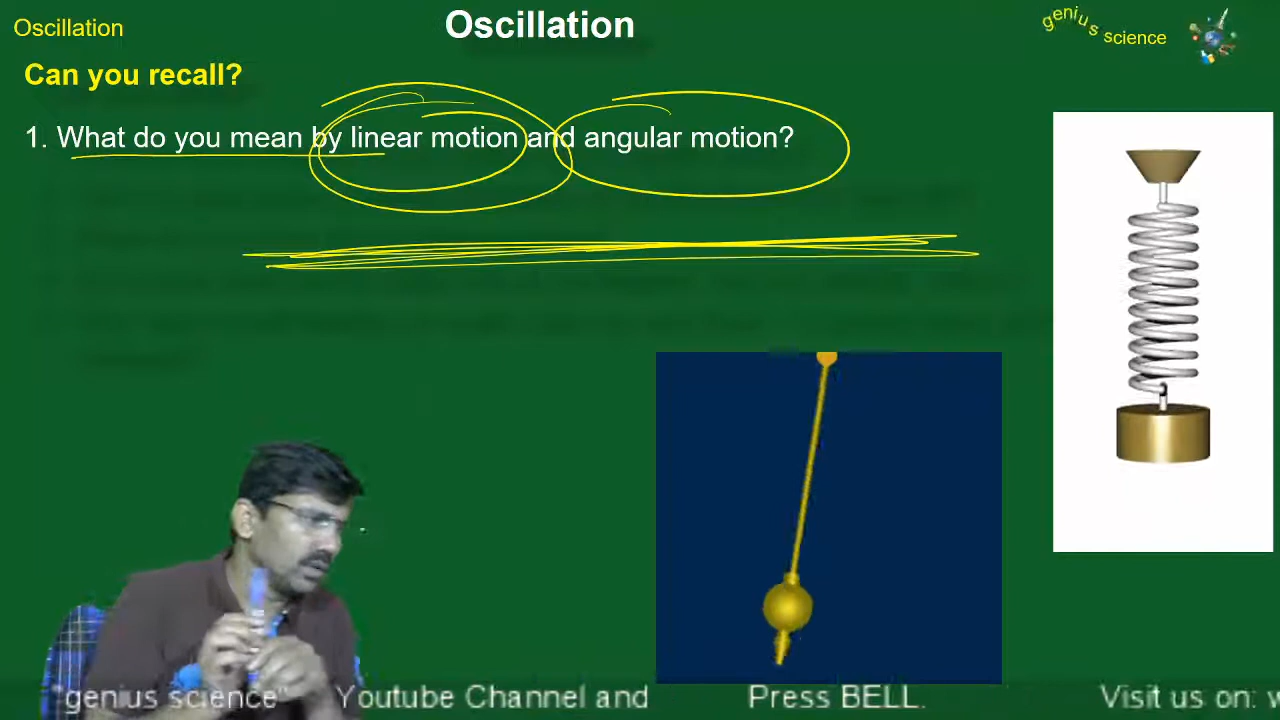 Oscillation
Oscillation
genius science
Can you recall?
1. What do you mean by linear motion and angular motion?
"genius science" Youtube Channel and Press BELL. Visit us on: